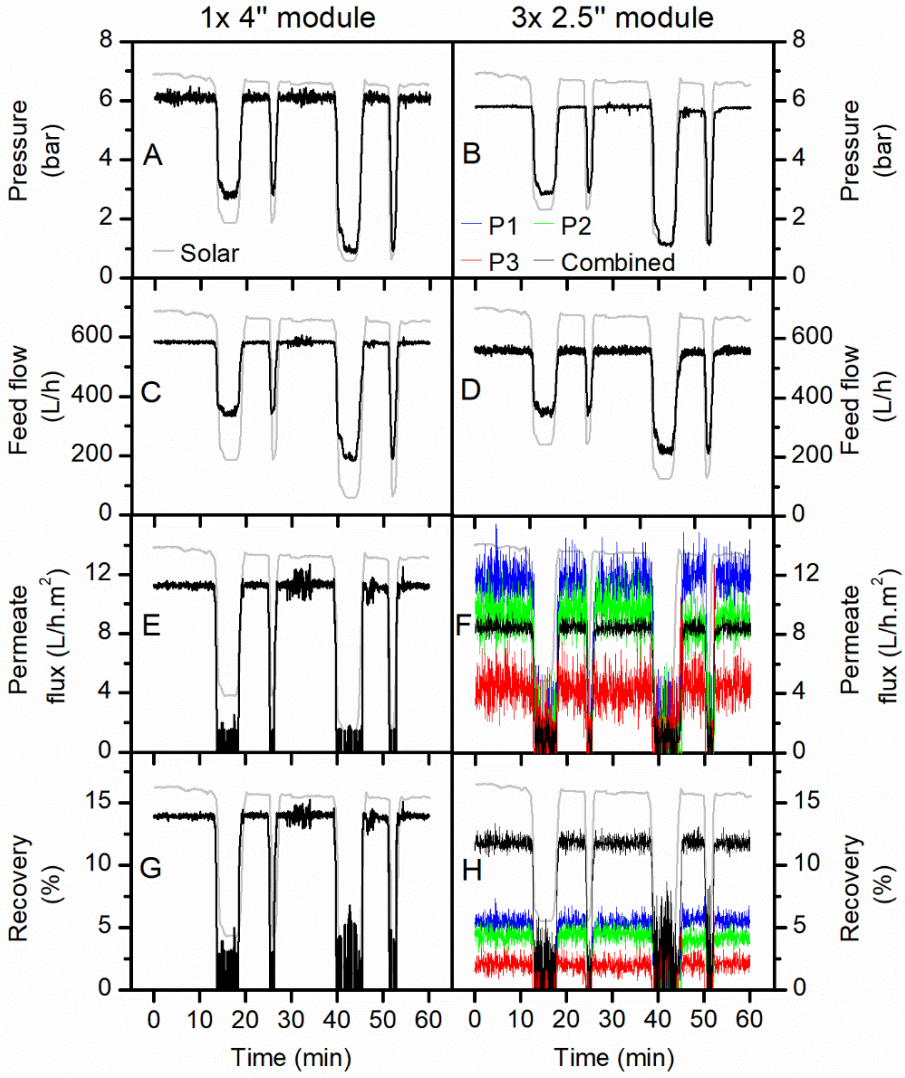 1x 4" module 3x 2.5" module
8 8
Pressure (bar) 6 A B 6 Pressure (bar)
4 4
2 P1 P2 2
Solar P3 Combined
0 0
600 600
Feed flow (L/h) 400 C D 400 Feed flow (L/h)
200 200
0 0
12 12
Permeate flux (L/h.m²) 8 E F 8 Permeate flux (L/h.m²)
4 4
0 0
15 15
Recovery (%) 10 G H 10 Recovery (%)
5 5
0 0
0 10 20 30 40 50 60 0 10 20 30 40 50 60
Time (min) Time (min)